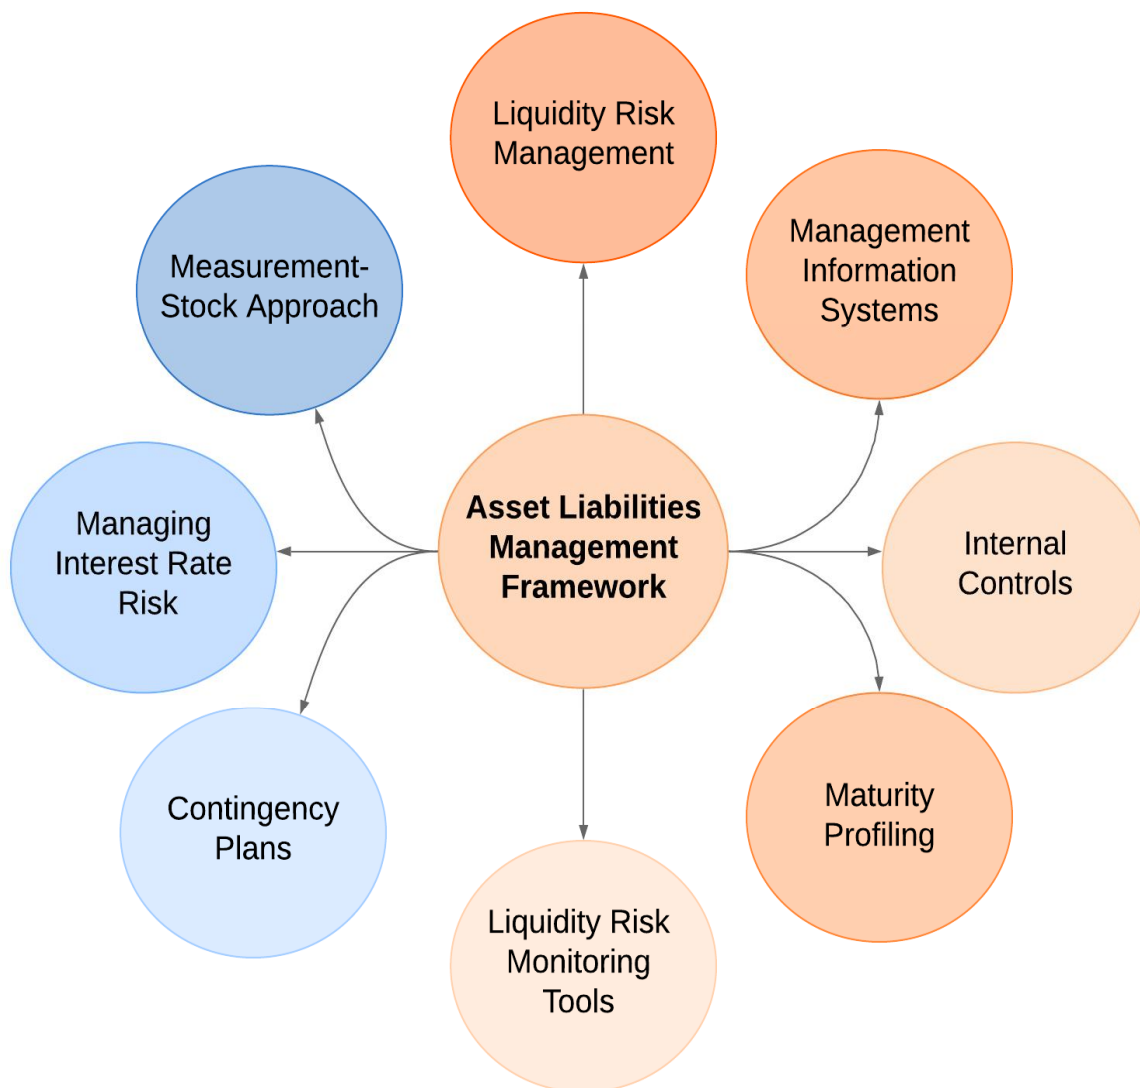 Liquidity Risk
Management
Management
Information
Systems
Measurement-
Stock Approach
Asset Liabilities
Management
Framework
Managing
Interest Rate
Risk
Internal
Controls
Contingency
Plans
Maturity
Profiling
Liquidity Risk
Monitoring
Tools